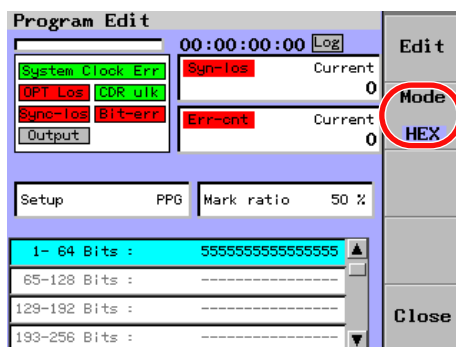 Program Edit
00:00:00:00 Log
System Clock Err
OPT Los CDR ulk
Sync-los Bit-err
Output
Syn-los Current
0
Err-cnt Current
0
Setup PPG
Mark ratio 50 %
1- 64 Bits : 5555555555555555
65-128 Bits : ----------------
129-192 Bits : ----------------
193-256 Bits : ----------------
Edit
Mode
HEX
Close